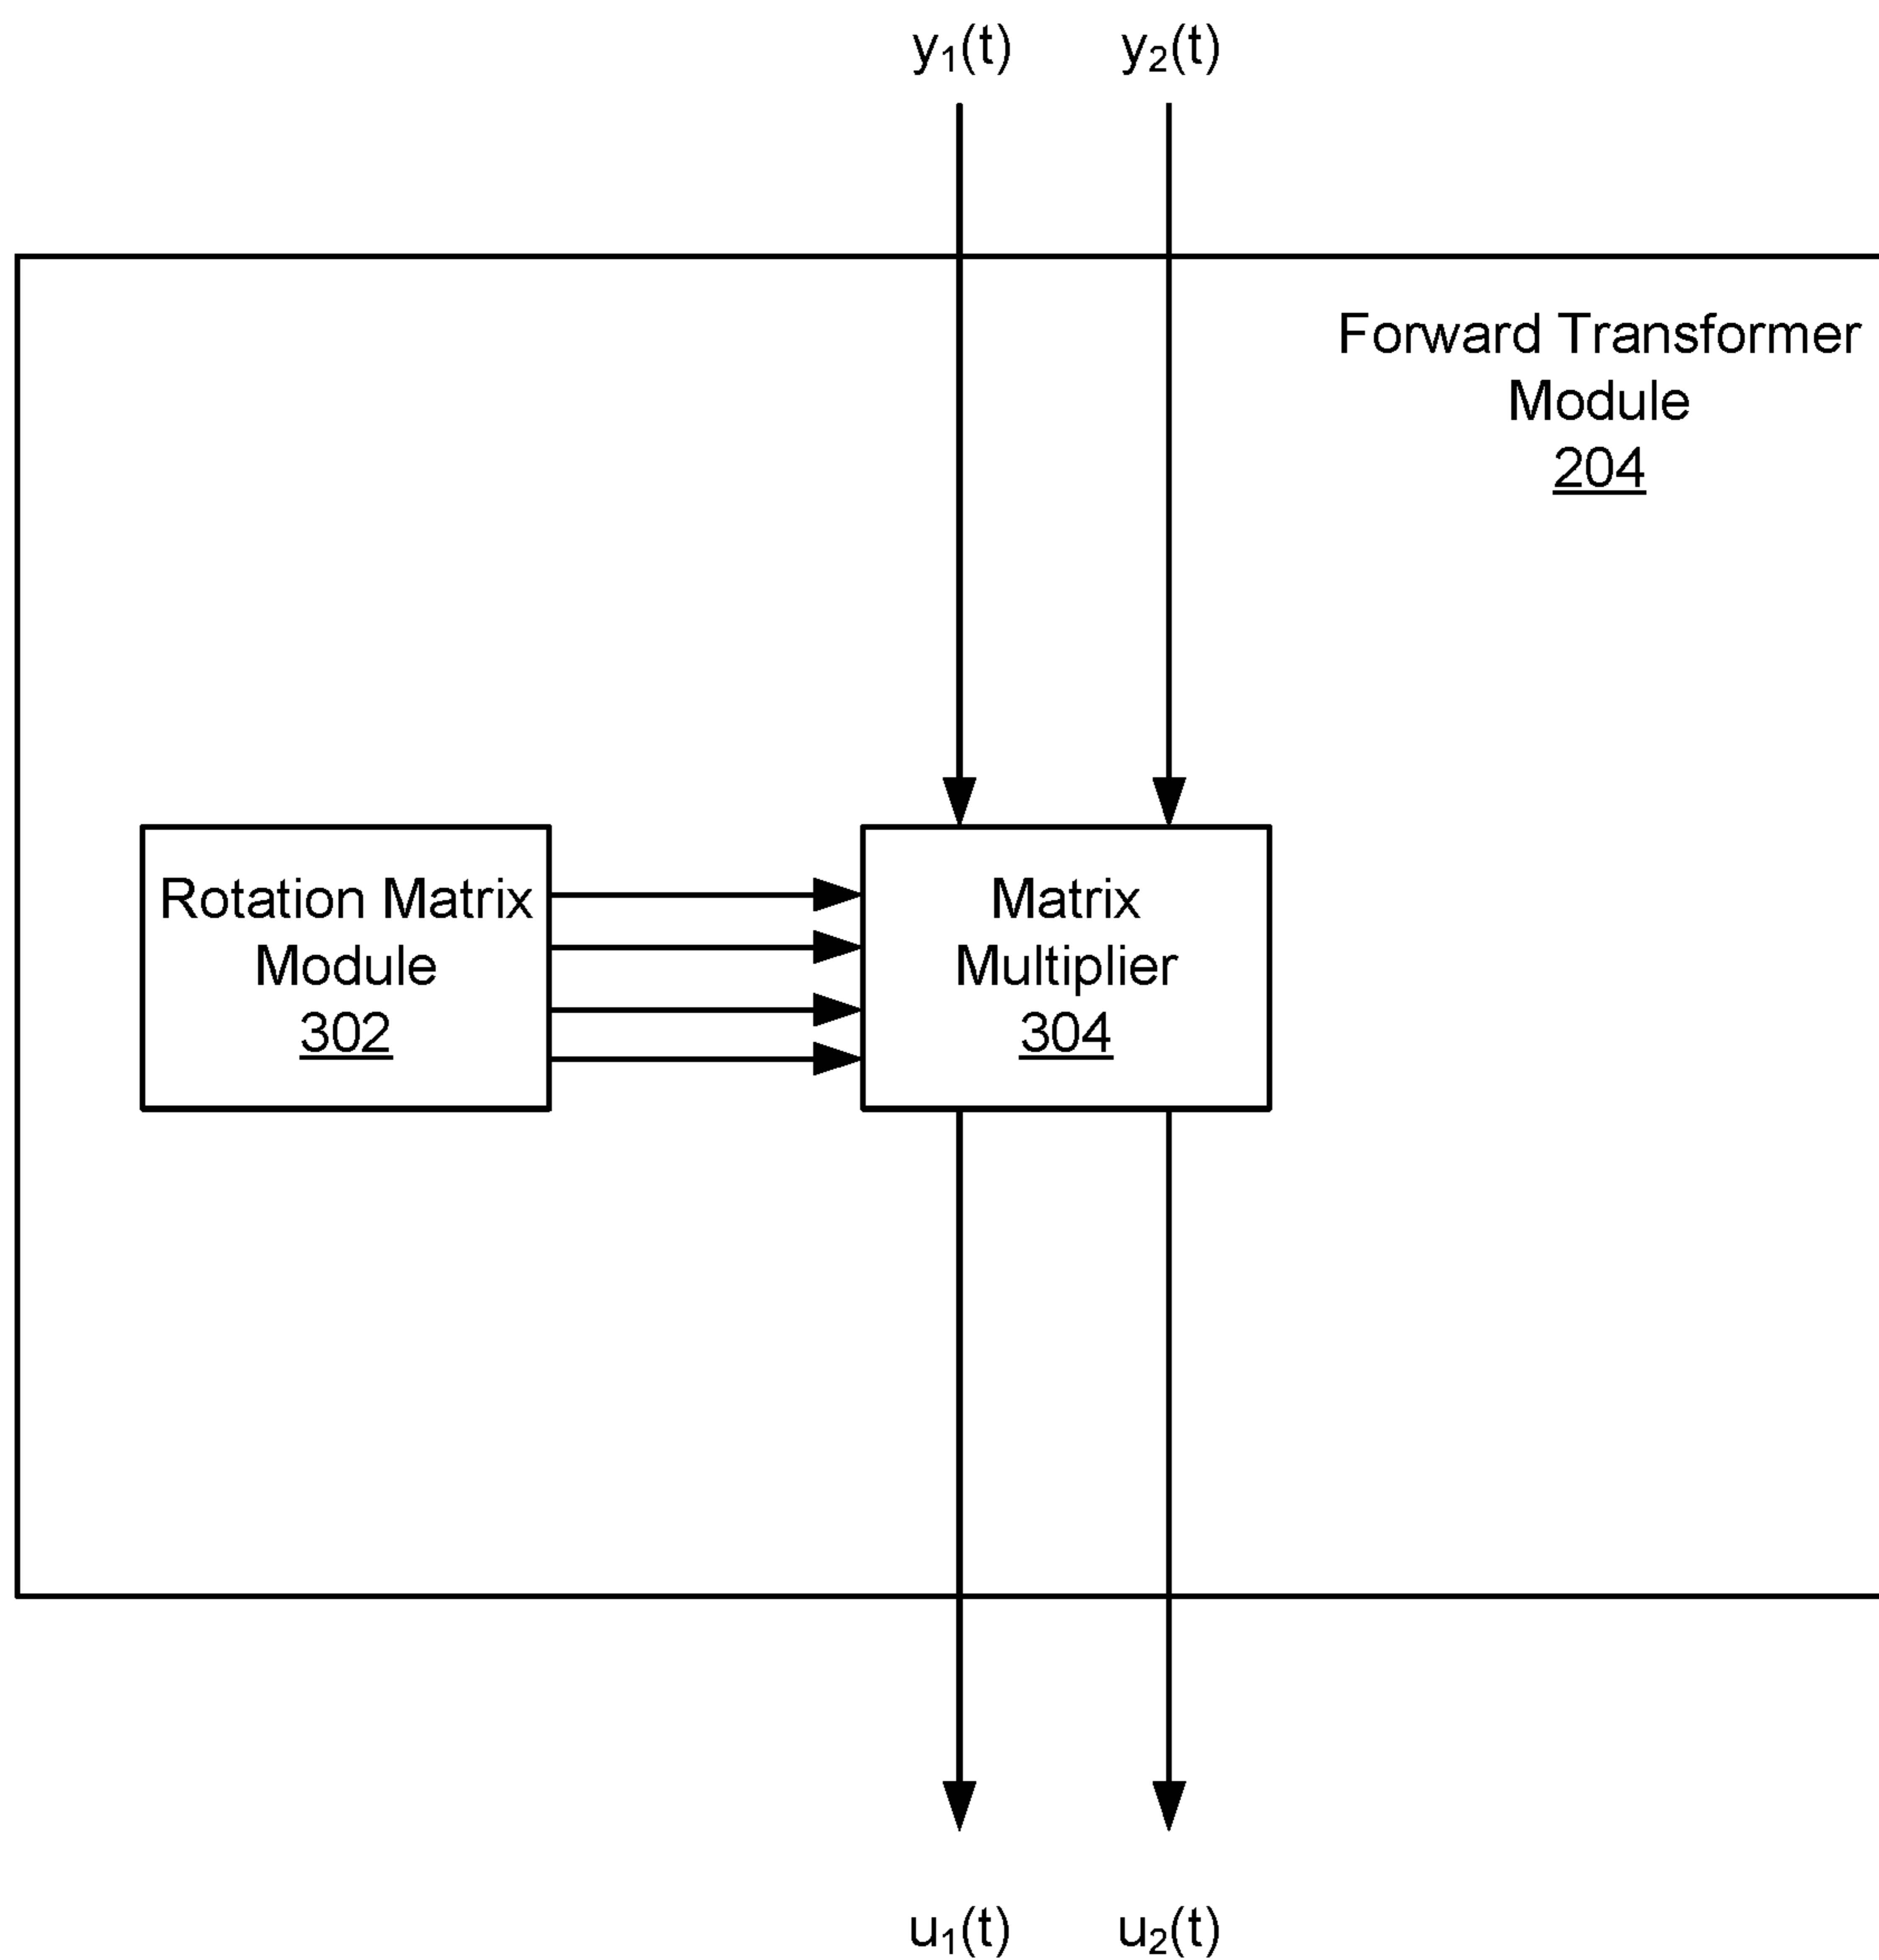 y₁(t) y₂(t)
Forward Transformer
Module
204
Rotation Matrix
Module
302
Matrix
Multiplier
304
u₁(t) u₂(t)